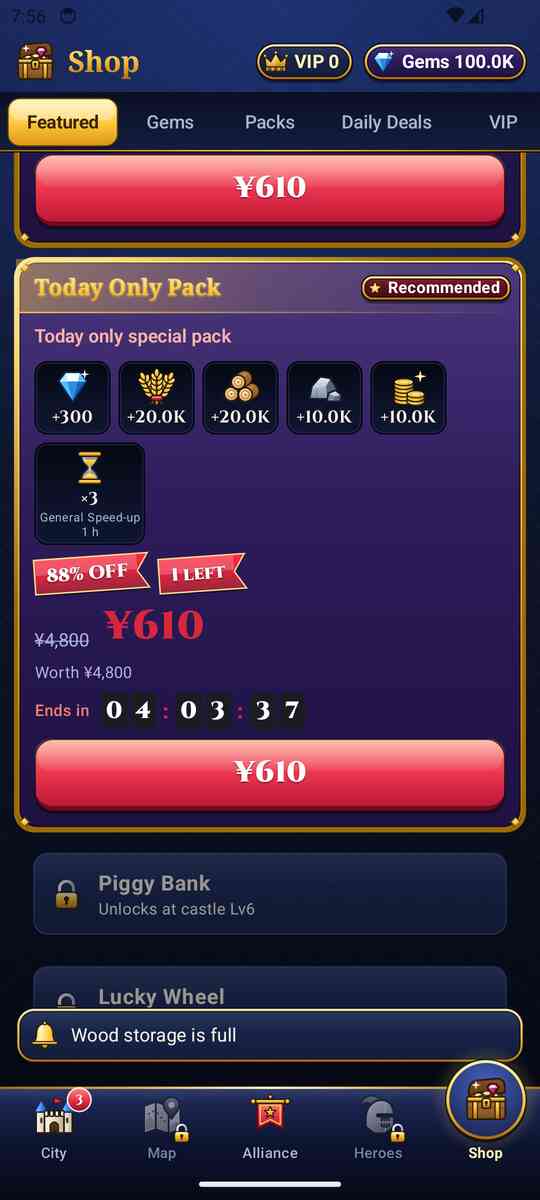 7:56
Shop
VIP 0
Gems 100.0K
Featured
Gems
Packs
Daily Deals
VIP
¥610
Today Only Pack
Recommended
Today only special pack
+300
+20.0K
+20.0K
+10.0K
+10.0K
×3
General Speed-up
1 h
88% OFF
1 LEFT
¥4,800
¥610
Worth ¥4,800
Ends in 04:03:37
¥610
Piggy Bank
Unlocks at castle Lv6
Lucky Wheel
Wood storage is full
3
City
Map
Alliance
Heroes
Shop